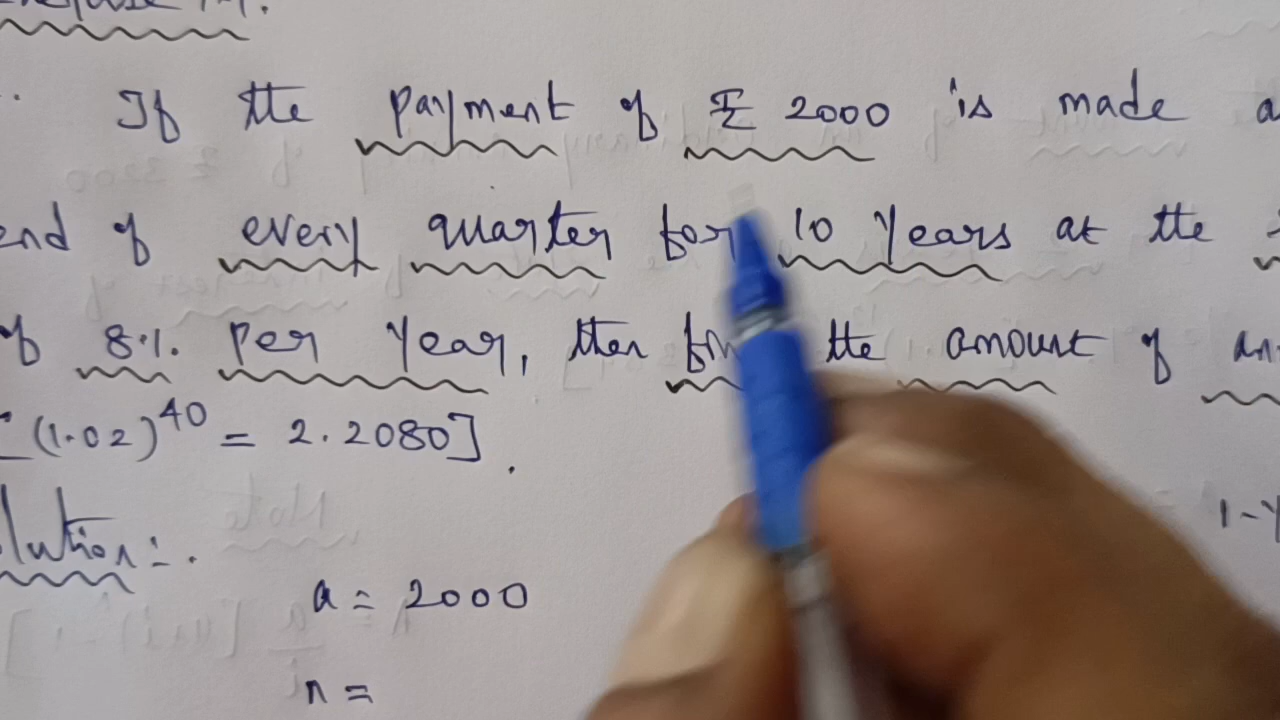 If the payment of ₹ 2000 is made a
end of every quarter for 10 years at the
of 8%. Per Year, then the amount of an
[(1.02)^40 = 2.2080].
lution:-.
a = 2000
n =